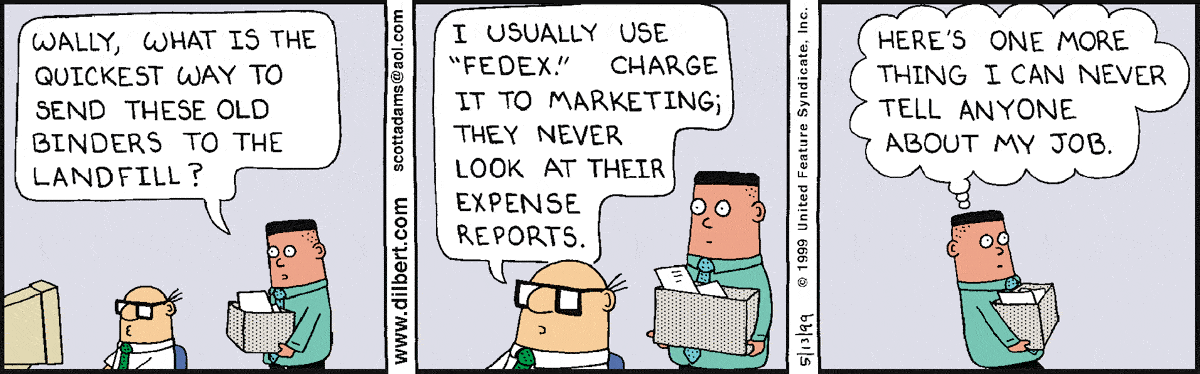 WALLY, WHAT IS THE
QUICKEST WAY TO
SEND THESE OLD
BINDERS TO THE
LANDFILL?
www.dilbert.com scottadams@aol.com
I USUALLY USE
"FEDEX." CHARGE
IT TO MARKETING;
THEY NEVER
LOOK AT THEIR
EXPENSE
REPORTS.
5/13/99 © 1999 United Feature Syndicate, Inc.
HERE'S ONE MORE
THING I CAN NEVER
TELL ANYONE
ABOUT MY JOB.